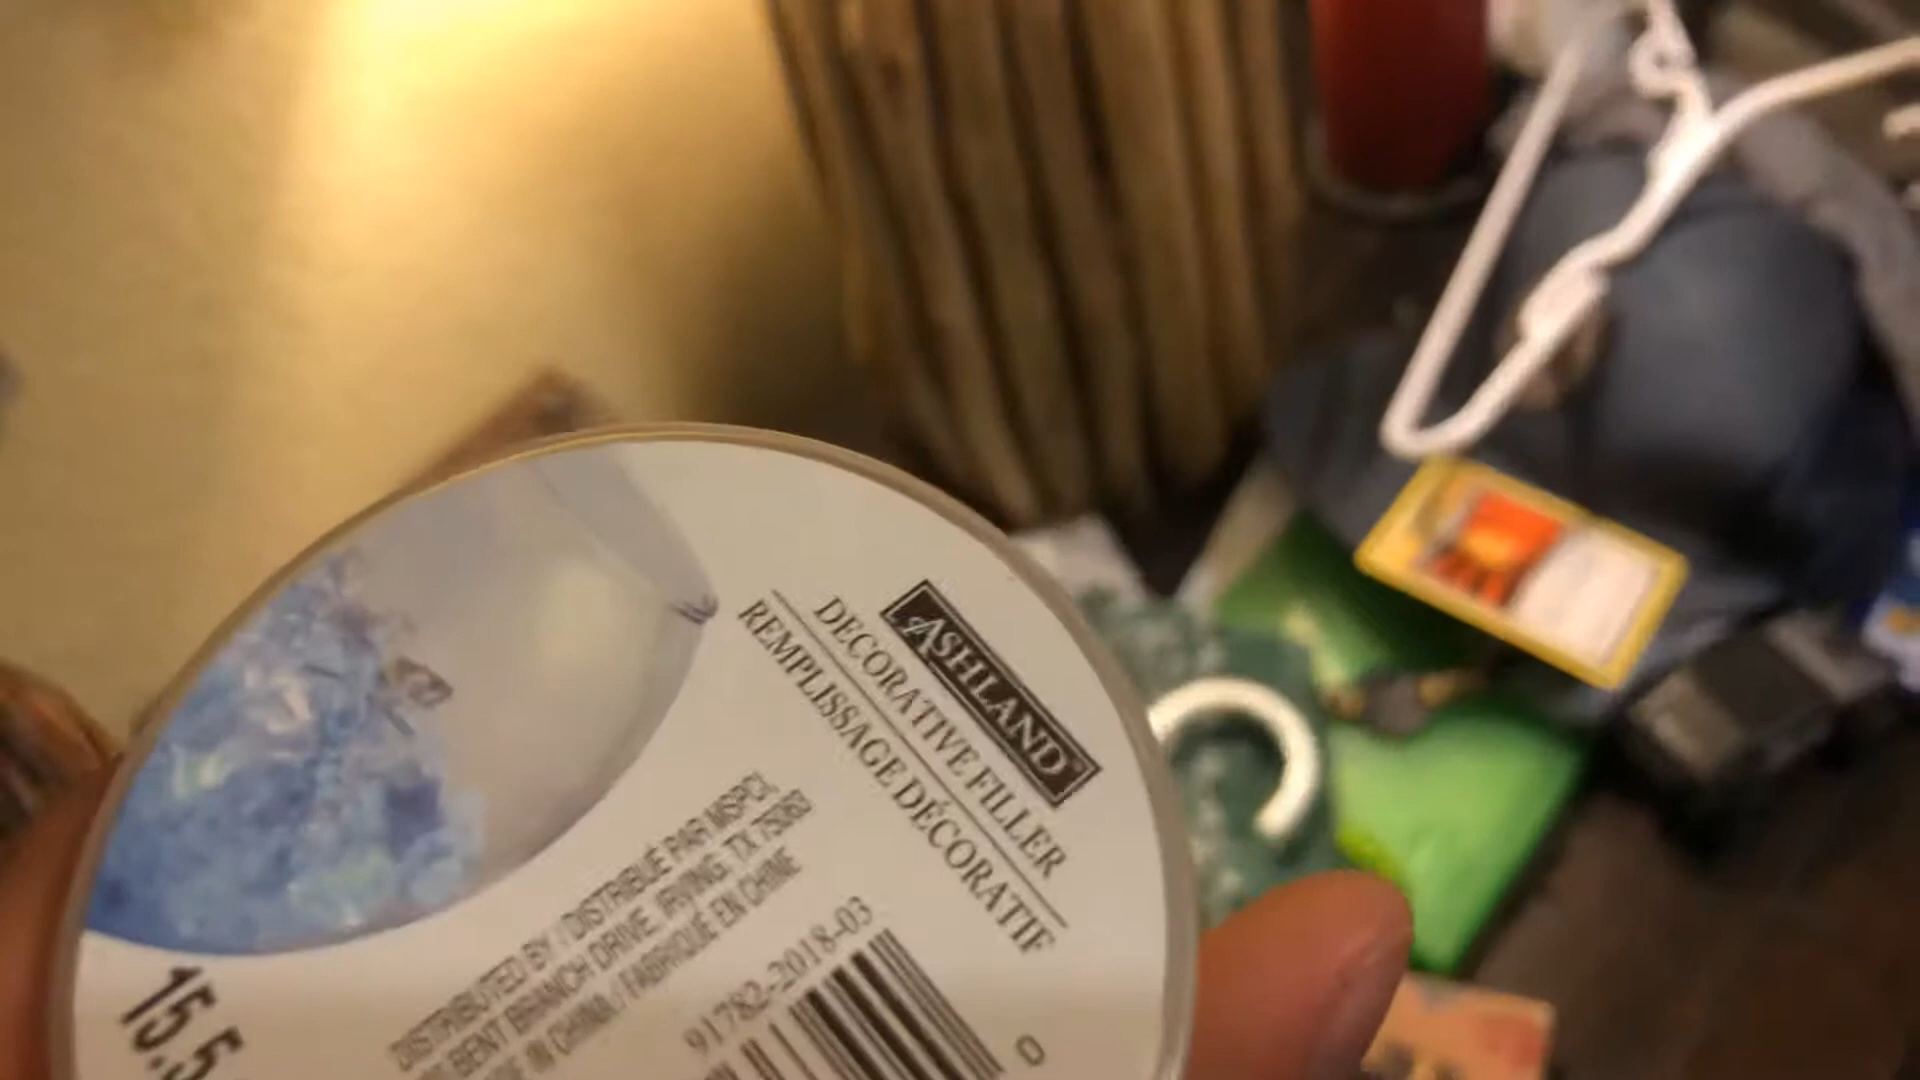 ASHLAND
DECORATIVE FILLER
REMPLISSAGE DÉCORATIF
DISTRIBUTED BY / DISTRIBUÉ PAR MSPCI,
BENT BRANCH DRIVE, IRVING, TX 75063
IN CHINA / FABRIQUÉ EN CHINE
91782-2018-03
0
15.5